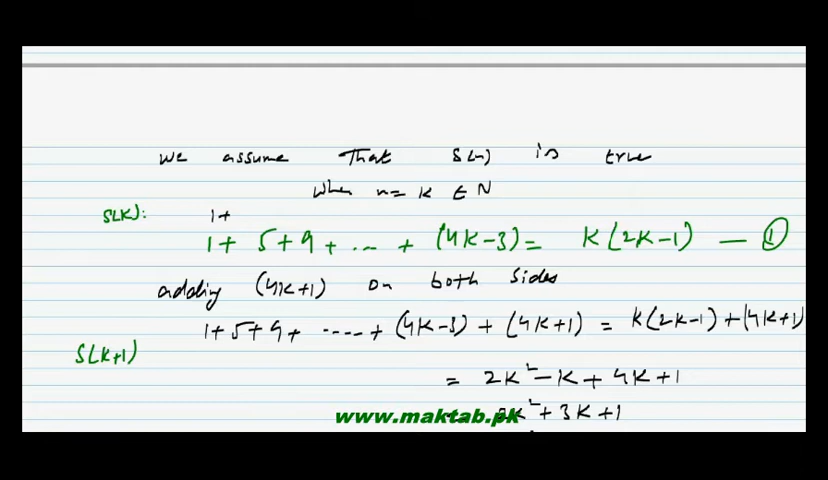 We assume that S(n) is true
when n = k ∈ N
S(k): 1+
1 + 5 + 9 + ... + (4k-3) = k(2k-1) — ①
adding (4k+1) on both sides
1+5+9+ ..... + (4k-3) + (4k+1) = k(2k-1)+(4k+1)
S(k+1)
= 2k² - k + 4k + 1
= 2k² + 3k + 1
www.maktab.pk